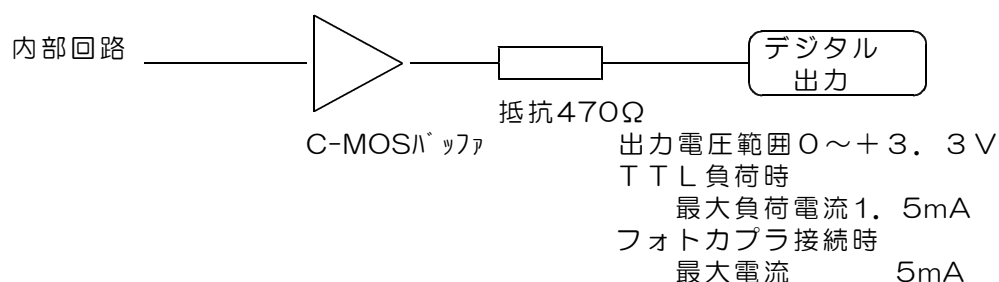 内部回路
デジタル
出力
抵抗470Ω
C-MOSﾊﾞｯﾌｧ
出力電圧範囲0～+3．3V
TTL負荷時
最大負荷電流1．5mA
フォトカプラ接続時
最大電流 5mA